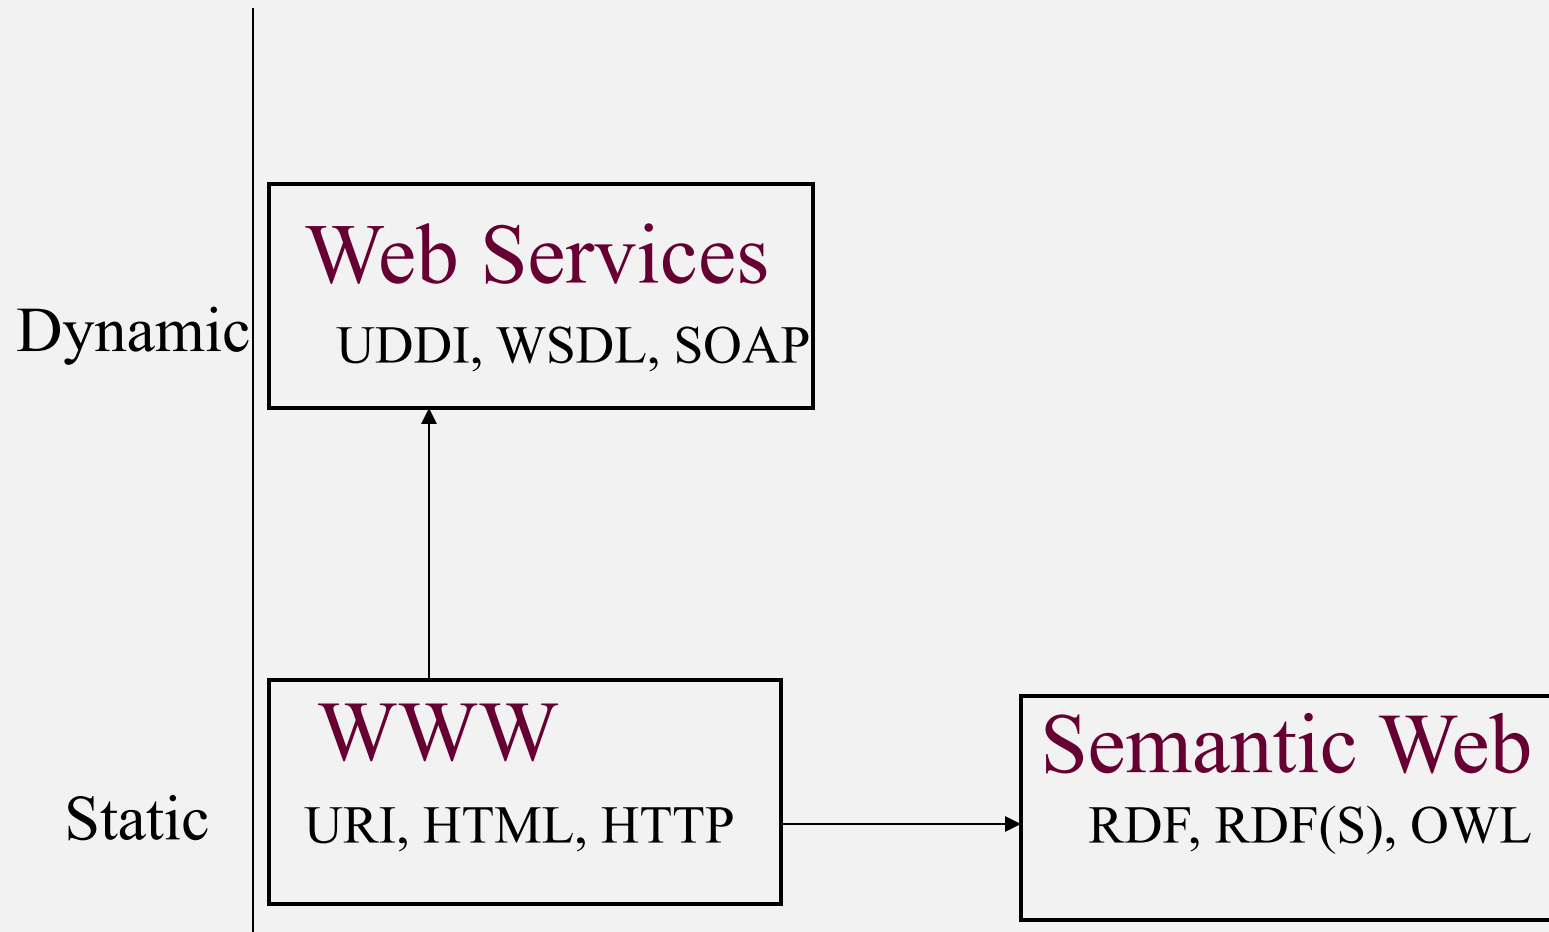 Web Services
Dynamic
UDDI, WSDL, SOAP
WWW
Semantic Web
Static
URI, HTML, HTTP
RDF, RDF(S), OWL